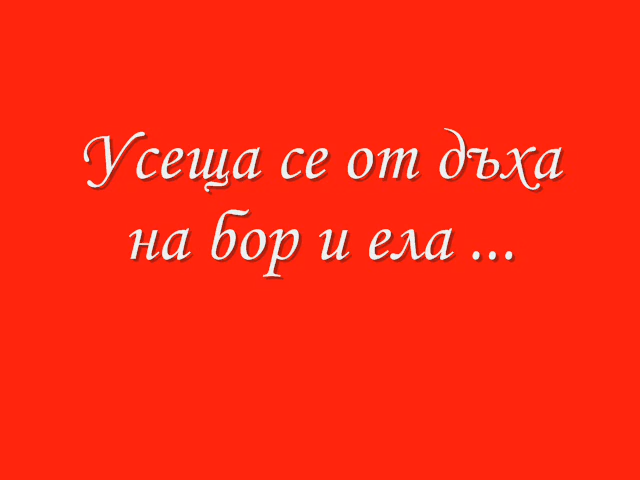 Усеща се от дъха
на бор и ела ...